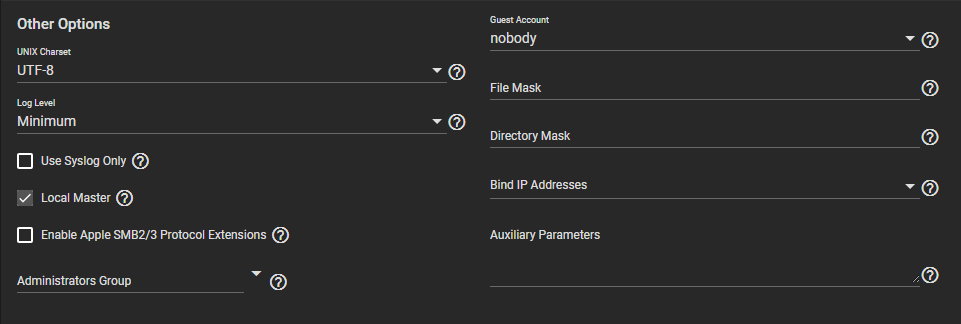 Other Options
UNIX Charset
UTF-8
Log Level
Minimum
Use Syslog Only
Local Master
Enable Apple SMB2/3 Protocol Extensions
Administrators Group
Guest Account
nobody
File Mask
Directory Mask
Bind IP Addresses
Auxiliary Parameters